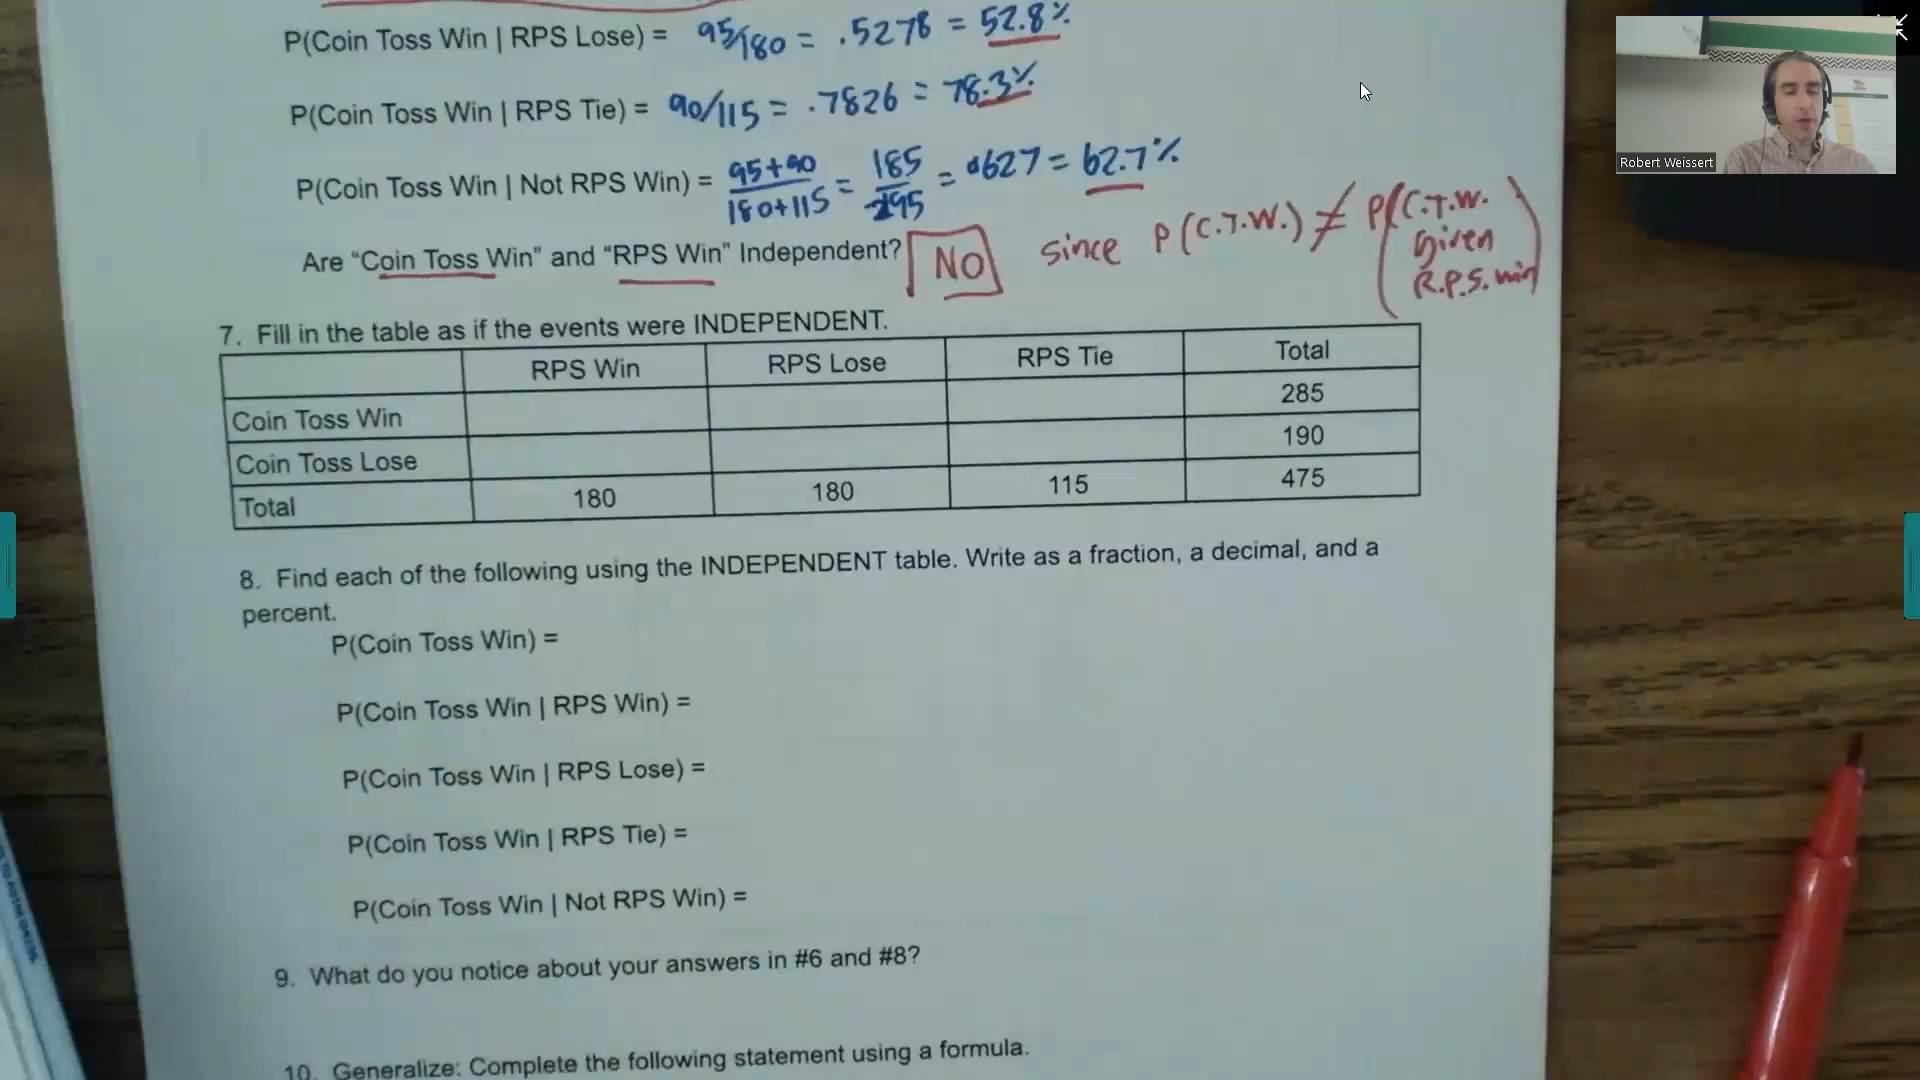 P(Coin Toss Win | RPS Lose) = 95/180 = .5278 = 52.8%
P(Coin Toss Win | RPS Tie) = 90/115 = .7826 = 78.3%
P(Coin Toss Win | Not RPS Win) = 95+90/180+115 = 185/295 = .627 = 62.7%
Are “Coin Toss Win” and “RPS Win” Independent? NO since P(C.T.W.) ≠ P(C.T.W. given R.P.S. win)
7. Fill in the table as if the events were INDEPENDENT.
RPS Win RPS Lose RPS Tie Total
Coin Toss Win 285
Coin Toss Lose 190
Total 180 180 115 475
8. Find each of the following using the INDEPENDENT table. Write as a fraction, a decimal, and a
percent.
P(Coin Toss Win) =
P(Coin Toss Win | RPS Win) =
P(Coin Toss Win | RPS Lose) =
P(Coin Toss Win | RPS Tie) =
P(Coin Toss Win | Not RPS Win) =
9. What do you notice about your answers in #6 and #8?
10. Generalize: Complete the following statement using a formula.
Robert Weissert